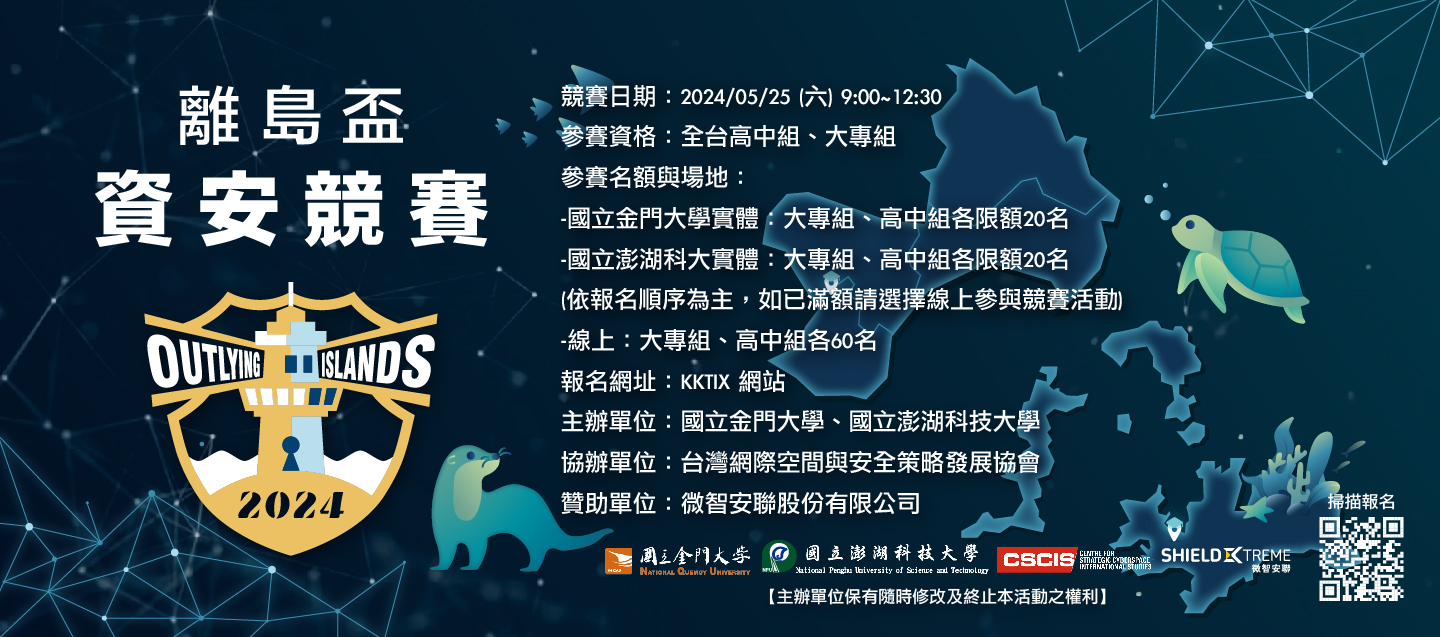 離島盃
資安競賽
OUTLYING ISLANDS
2024
競賽日期：2024/05/25 (六) 9:00~12:30
參賽資格：全台高中組、大專組
參賽名額與場地：
-國立金門大學實體：大專組、高中組各限額20名
-國立澎湖科大實體：大專組、高中組各限額20名
(依報名順序為主，如已滿額請選擇線上參與競賽活動)
-線上：大專組、高中組各60名
報名網址：KKTIX 網站
主辦單位：國立金門大學、國立澎湖科技大學
協辦單位：台灣網際空間與安全策略發展協會
贊助單位：微智安聯股份有限公司
掃描報名
國立金門大學
NATIONAL QUEMOY UNIVERSITY
國立澎湖科技大學
National Penghu University of Science and Technology
CSCIS
CENTRE FOR
STRATEGIC CYBERSPACE
INTERNATIONAL STUDIES
SHIELD XTREME
微智安聯
【主辦單位保有隨時修改及終止本活動之權利】